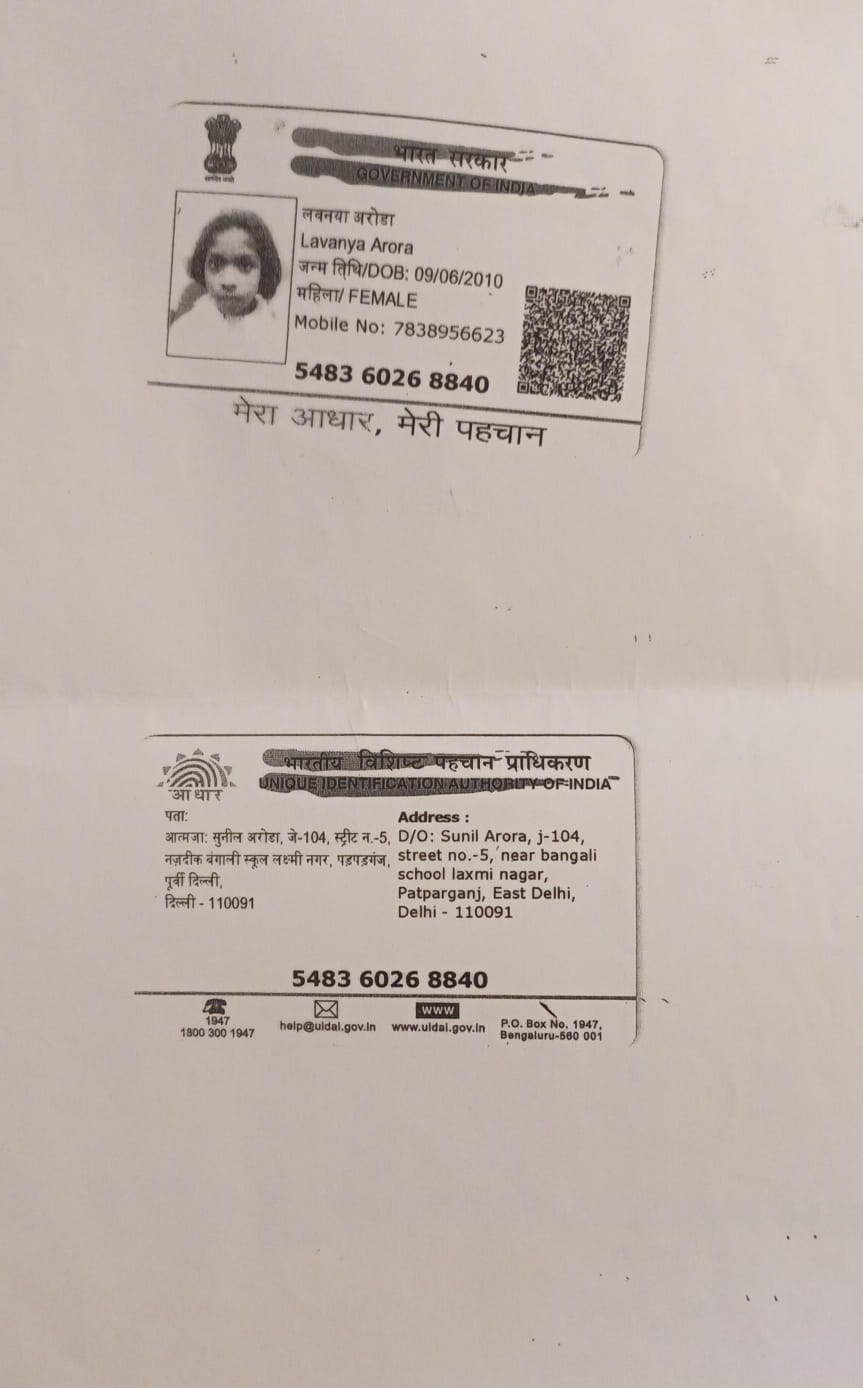 भारत सरकार
GOVERNMENT OF INDIA
लवनया अरोडा
Lavanya Arora
जन्म तिथि/DOB: 09/06/2010
महिला/ FEMALE
Mobile No: 7838956623
5483 6026 8840
मेरा आधार, मेरी पहचान
भारतीय विशिष्ट पहचान प्राधिकरण
UNIQUE IDENTIFICATION AUTHORITY OF INDIA
आधार
पता:
आत्मजा: सुनील अरोडा, जे-104, स्ट्रीट न.-5,
नज़दीक बंगाली स्कूल लक्ष्मी नगर, पड़पड़गंज,
पूर्वी दिल्ली,
दिल्ली - 110091
Address :
D/O: Sunil Arora, j-104,
street no.-5, near bangali
school laxmi nagar,
Patparganj, East Delhi,
Delhi - 110091
5483 6026 8840
1947
1800 300 1947
help@uidai.gov.in
WWW
www.uidai.gov.in
P.O. Box No. 1947,
Bengaluru-560 001